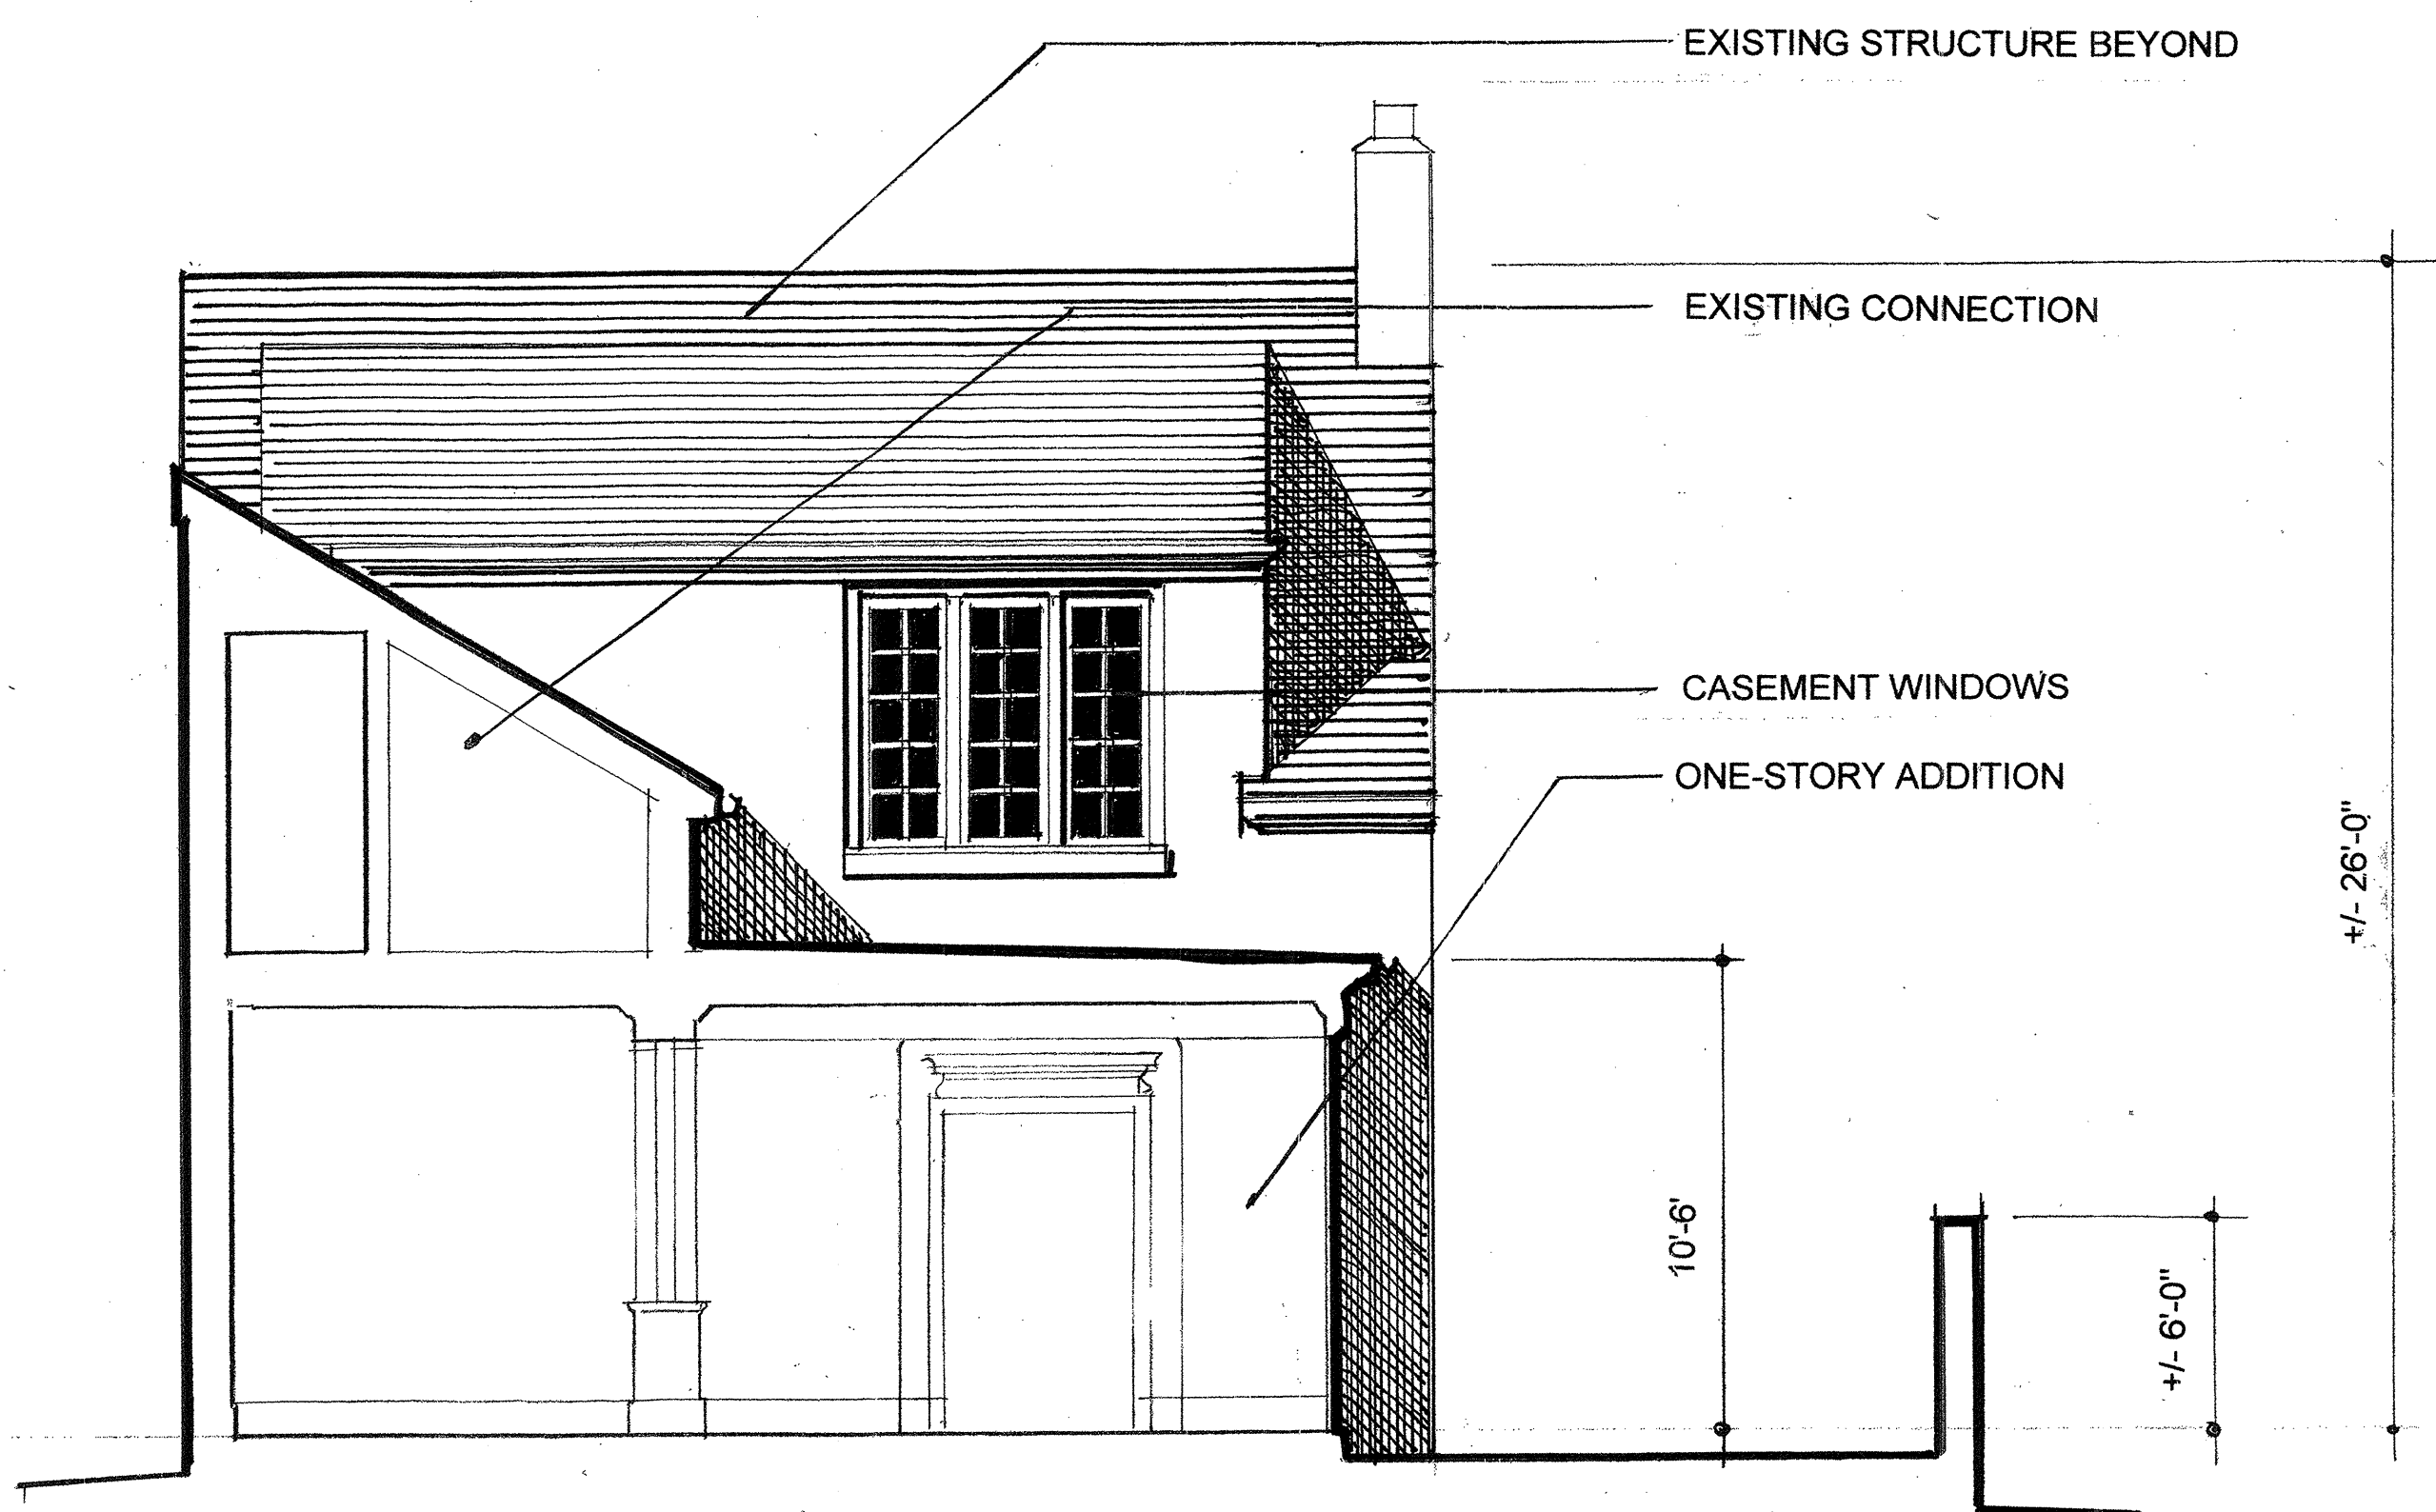 EXISTING STRUCTURE BEYOND
EXISTING CONNECTION
CASEMENT WINDOWS
ONE-STORY ADDITION
+/- 26'-0"
10'-6'
+/- 6'-0"